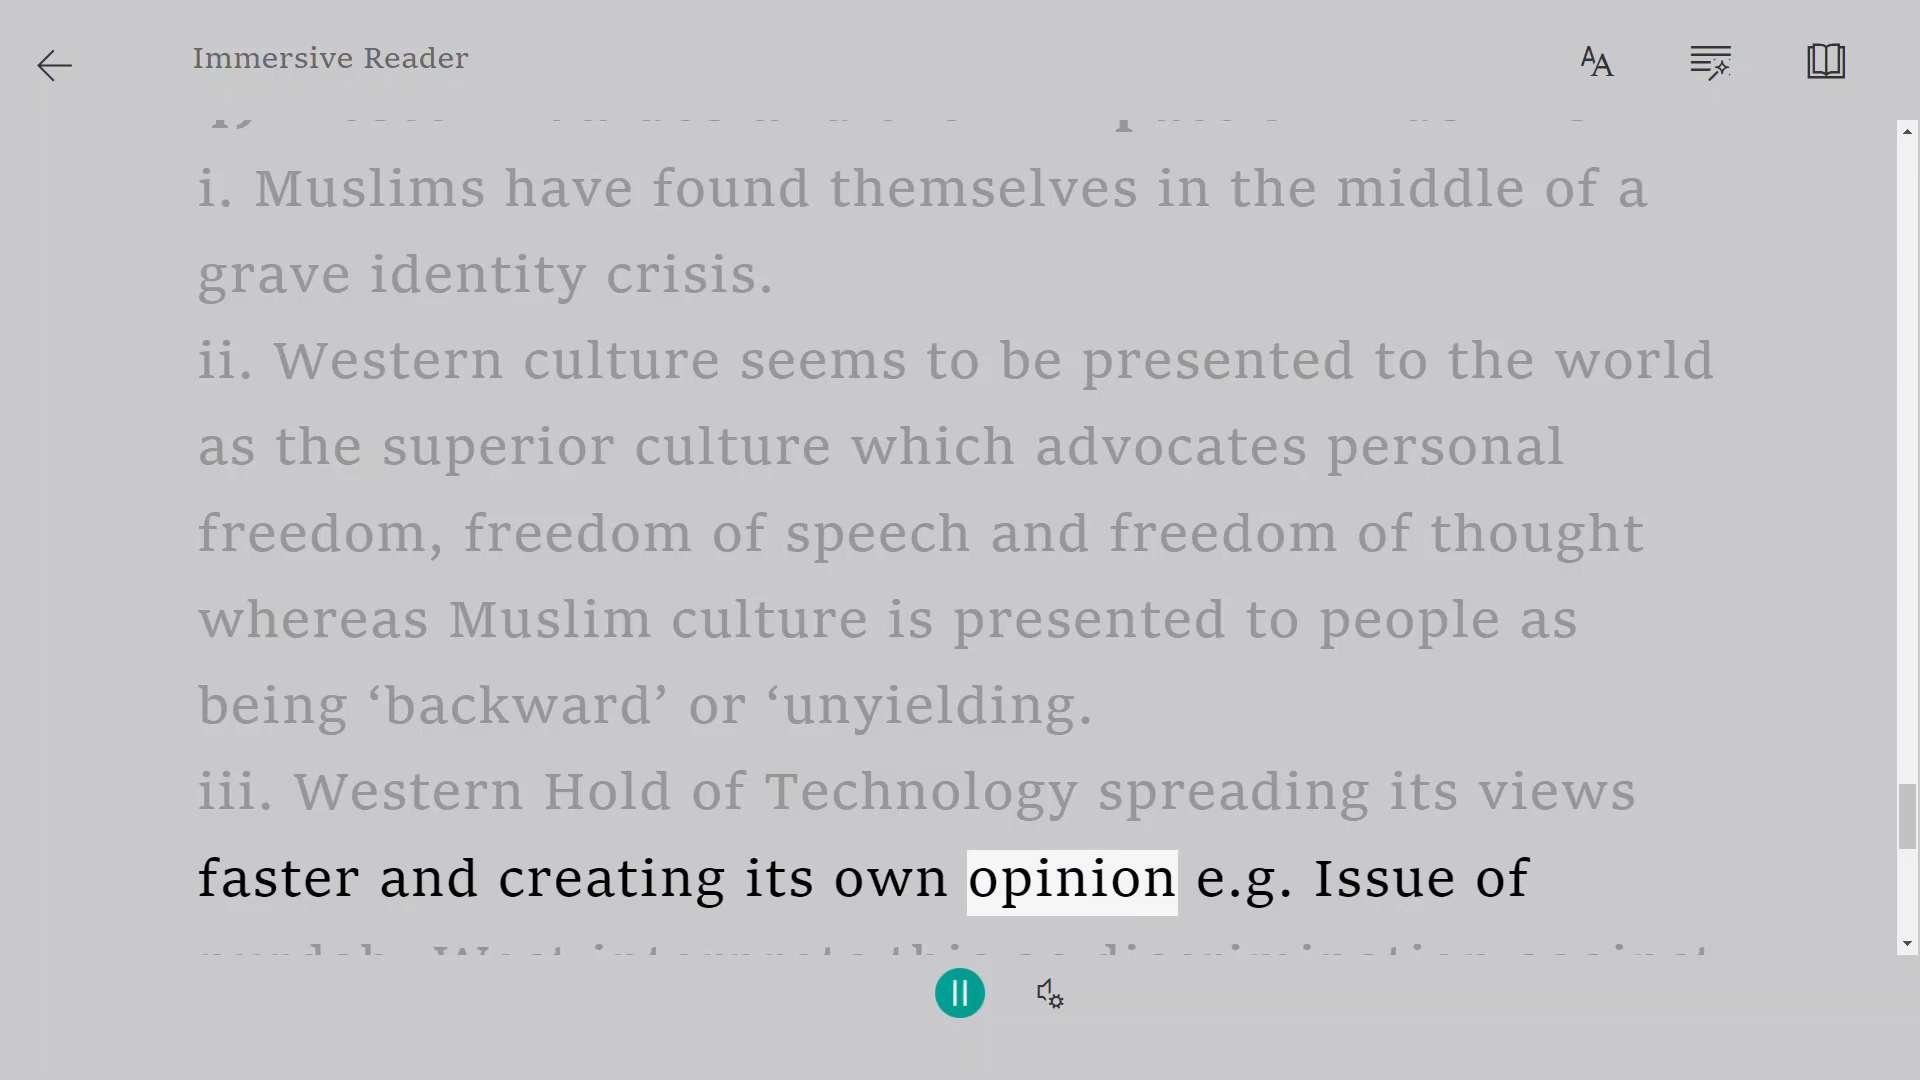 Immersive Reader
i. Muslims have found themselves in the middle of a
grave identity crisis.
ii. Western culture seems to be presented to the world
as the superior culture which advocates personal
freedom, freedom of speech and freedom of thought
whereas Muslim culture is presented to people as
being ‘backward’ or ‘unyielding.
iii. Western Hold of Technology spreading its views
faster and creating its own opinion e.g. Issue of